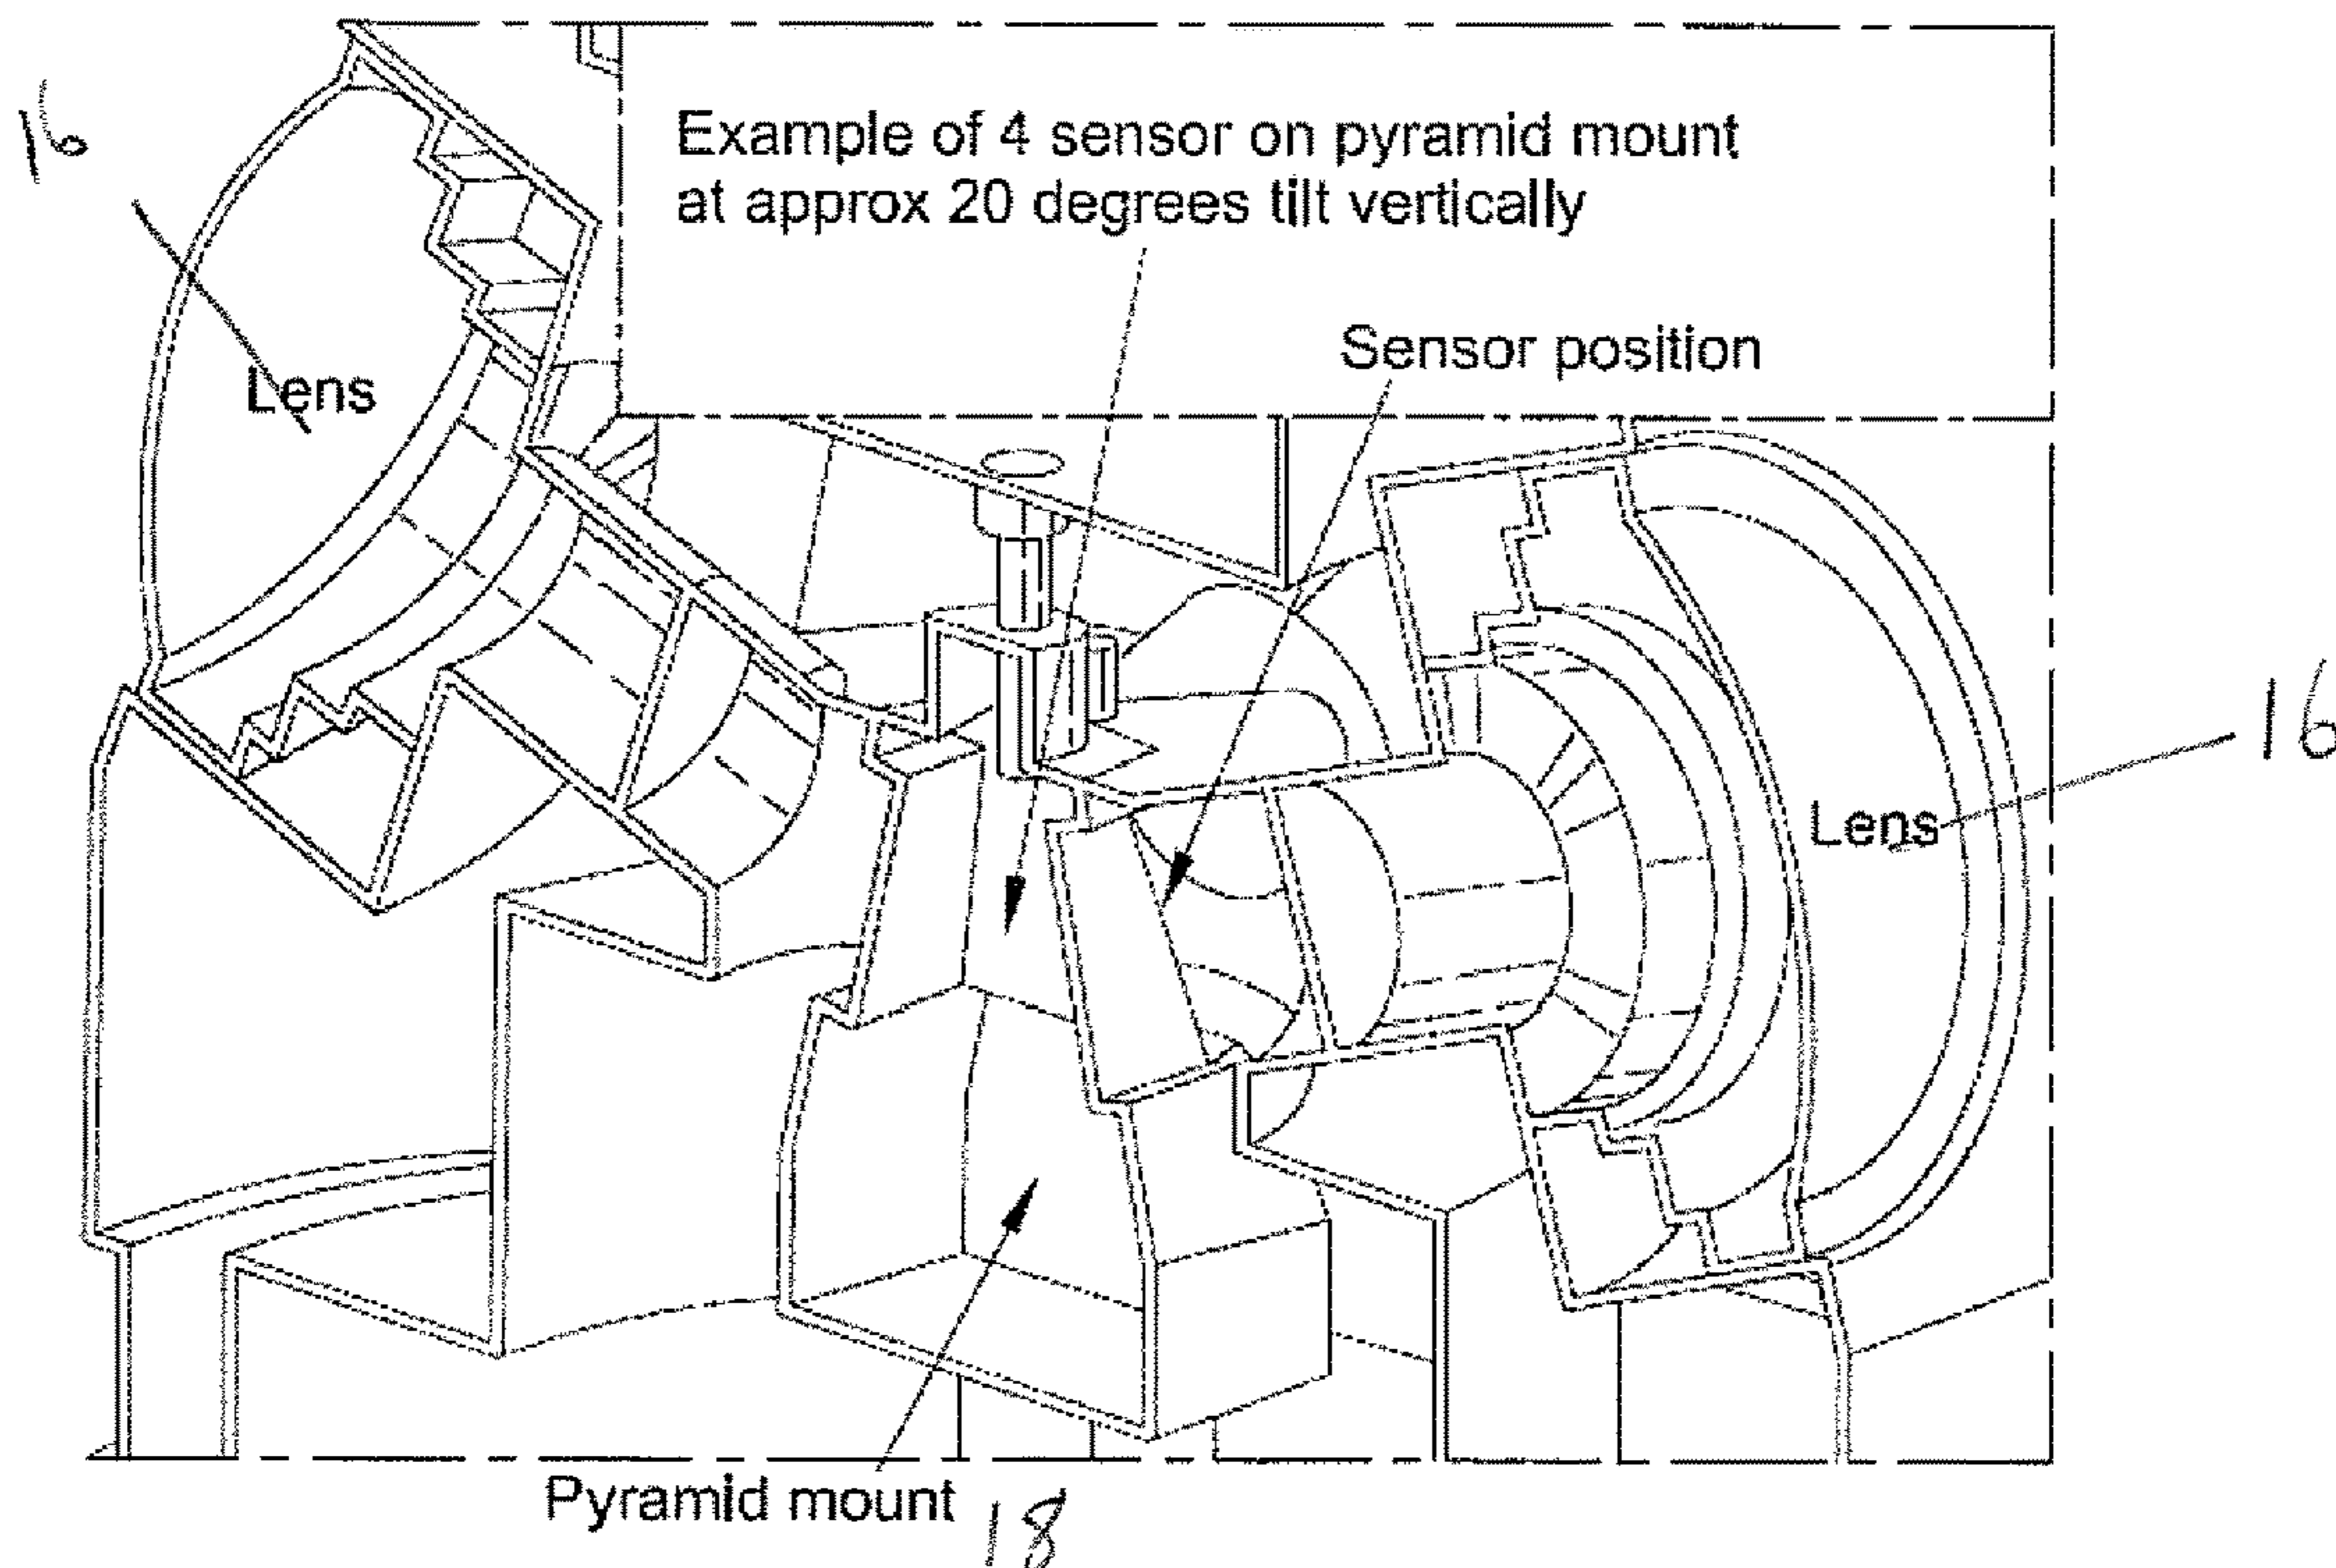 16
Example of 4 sensor on pyramid mount
at approx 20 degrees tilt vertically
Sensor position
Lens
16
Lens
Pyramid mount 18